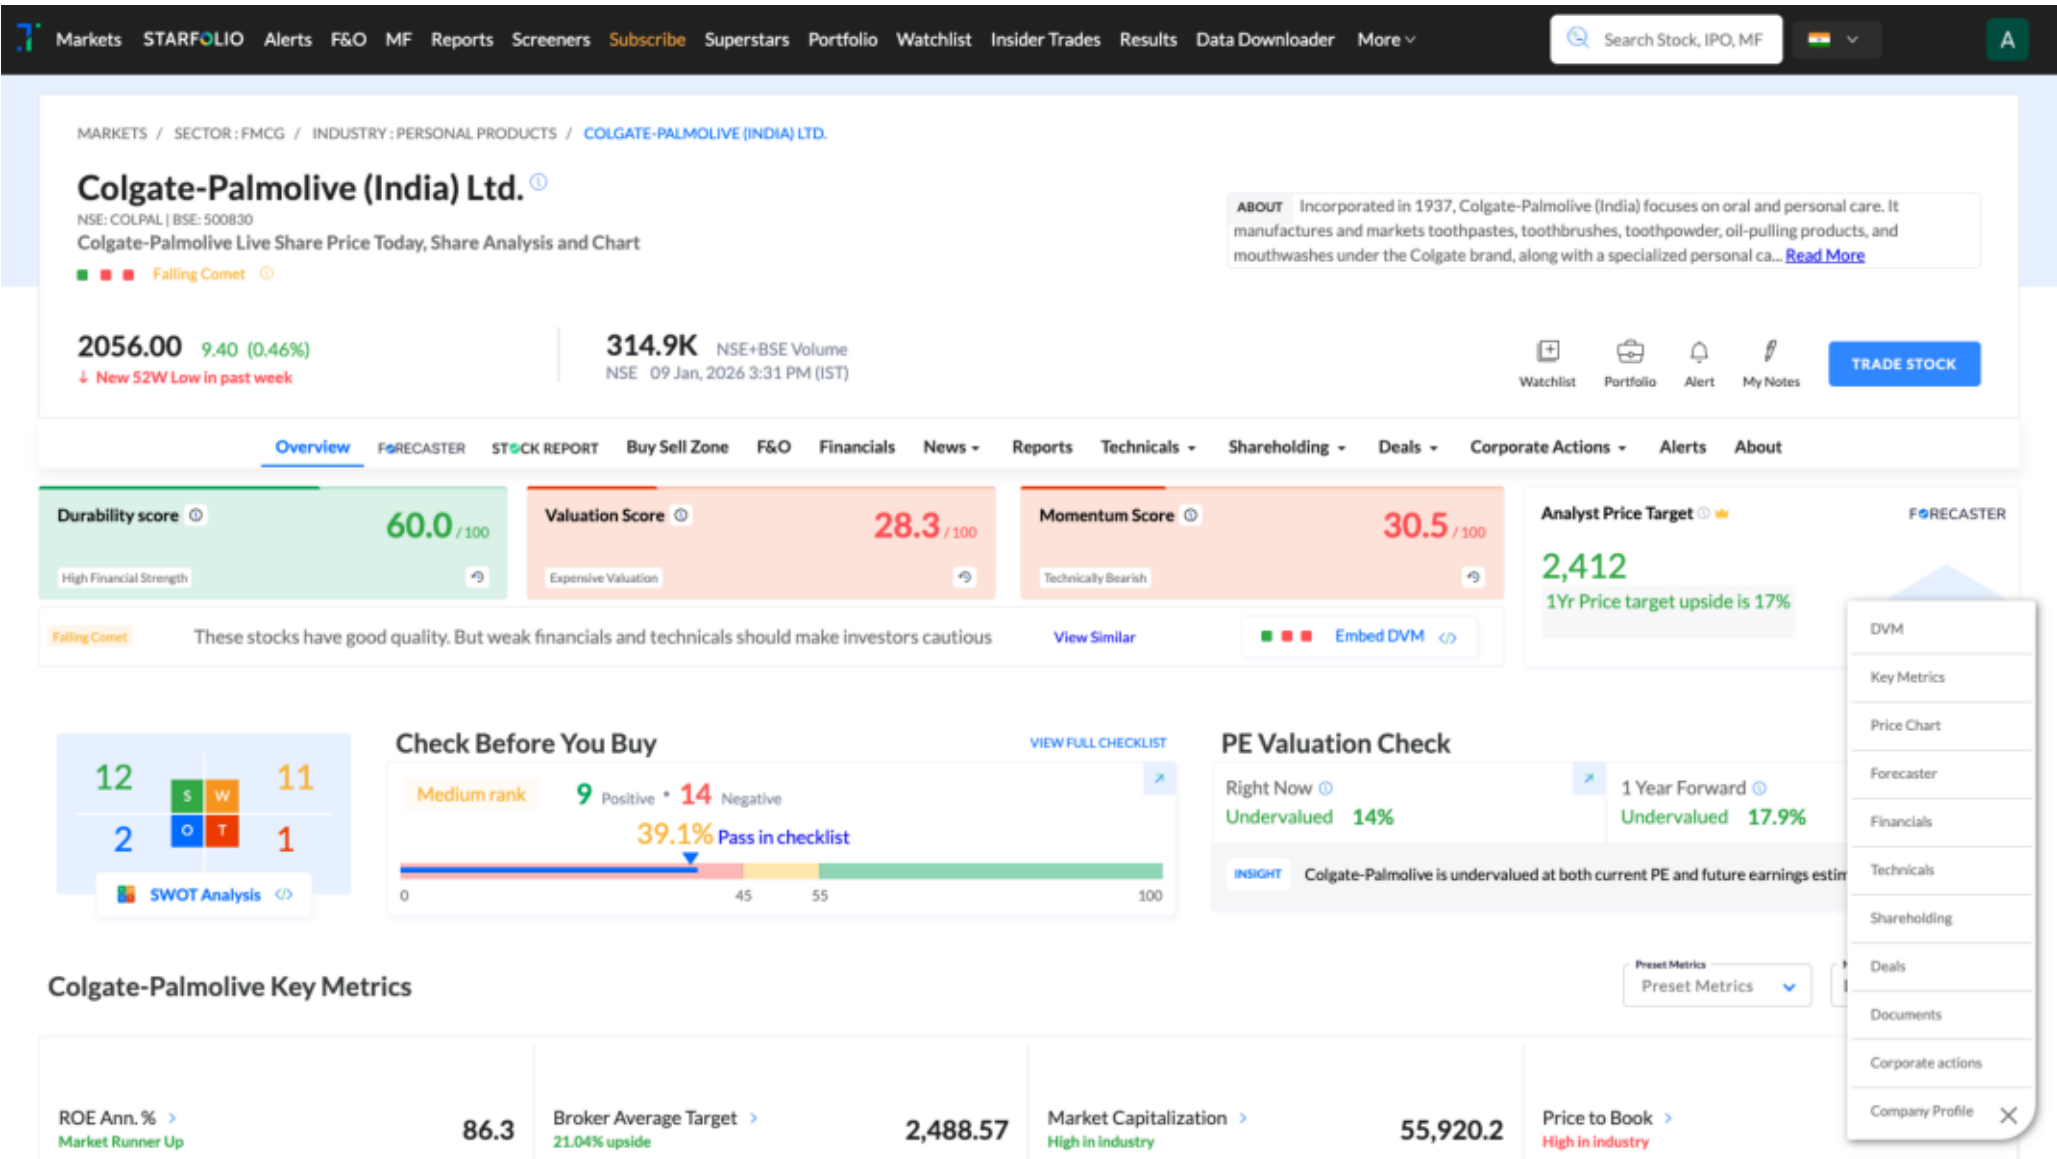 Markets STARFOLIO Alerts F&O MF Reports Screeners Subscribe Superstars Portfolio Watchlist Insider Trades Results Data Downloader More Search Stock, IPO, MF A
MARKETS / SECTOR : FMCG / INDUSTRY : PERSONAL PRODUCTS / COLGATE-PALMOLIVE (INDIA) LTD.
Colgate-Palmolive (India) Ltd.
NSE: COLPAL | BSE: 500830
Colgate-Palmolive Live Share Price Today, Share Analysis and Chart
Falling Comet
ABOUT Incorporated in 1937, Colgate-Palmolive (India) focuses on oral and personal care. It
manufactures and markets toothpastes, toothbrushes, toothpowder, oil-pulling products, and
mouthwashes under the Colgate brand, along with a specialized personal ca... Read More
2056.00 9.40 (0.46%)
↓ New 52W Low in past week
314.9K NSE+BSE Volume
NSE 09 Jan, 2026 3:31 PM (IST)
Watchlist Portfolio Alert My Notes TRADE STOCK
Overview FORECASTER STOCK REPORT Buy Sell Zone F&O Financials News Reports Technicals Shareholding Deals Corporate Actions Alerts About
Durability score 60.0 / 100
High Financial Strength
Valuation Score 28.3 / 100
Expensive Valuation
Momentum Score 30.5 / 100
Technically Bearish
Analyst Price Target FORECASTER
2,412
1Yr Price target upside is 17%
Falling Comet These stocks have good quality. But weak financials and technicals should make investors cautious View Similar Embed DVM </>
12 S W 11
2 O T 1
SWOT Analysis </>
Check Before You Buy VIEW FULL CHECKLIST
Medium rank 9 Positive * 14 Negative
39.1% Pass in checklist
0 45 55 100
PE Valuation Check
Right Now
Undervalued 14%
1 Year Forward
Undervalued 17.9%
INSIGHT Colgate-Palmolive is undervalued at both current PE and future earnings estim
Colgate-Palmolive Key Metrics
Preset Metrics
Preset Metrics
ROE Ann. % 86.3
Market Runner Up
Broker Average Target 2,488.57
21.04% upside
Market Capitalization 55,920.2
High in industry
Price to Book
High in industry
DVM
Key Metrics
Price Chart
Forecaster
Financials
Technicals
Shareholding
Deals
Documents
Corporate actions
Company Profile